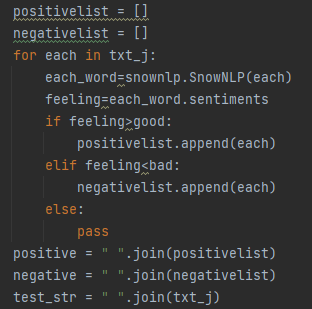 positivelist = []
negativelist = []
for each in txt_j:
    each_word=snownlp.SnowNLP(each)
    feeling=each_word.sentiments
    if feeling>good:
        positivelist.append(each)
    elif feeling<bad:
        negativelist.append(each)
    else:
        pass
positive = " ".join(positivelist)
negative = " ".join(negativelist)
test_str = " ".join(txt_j)